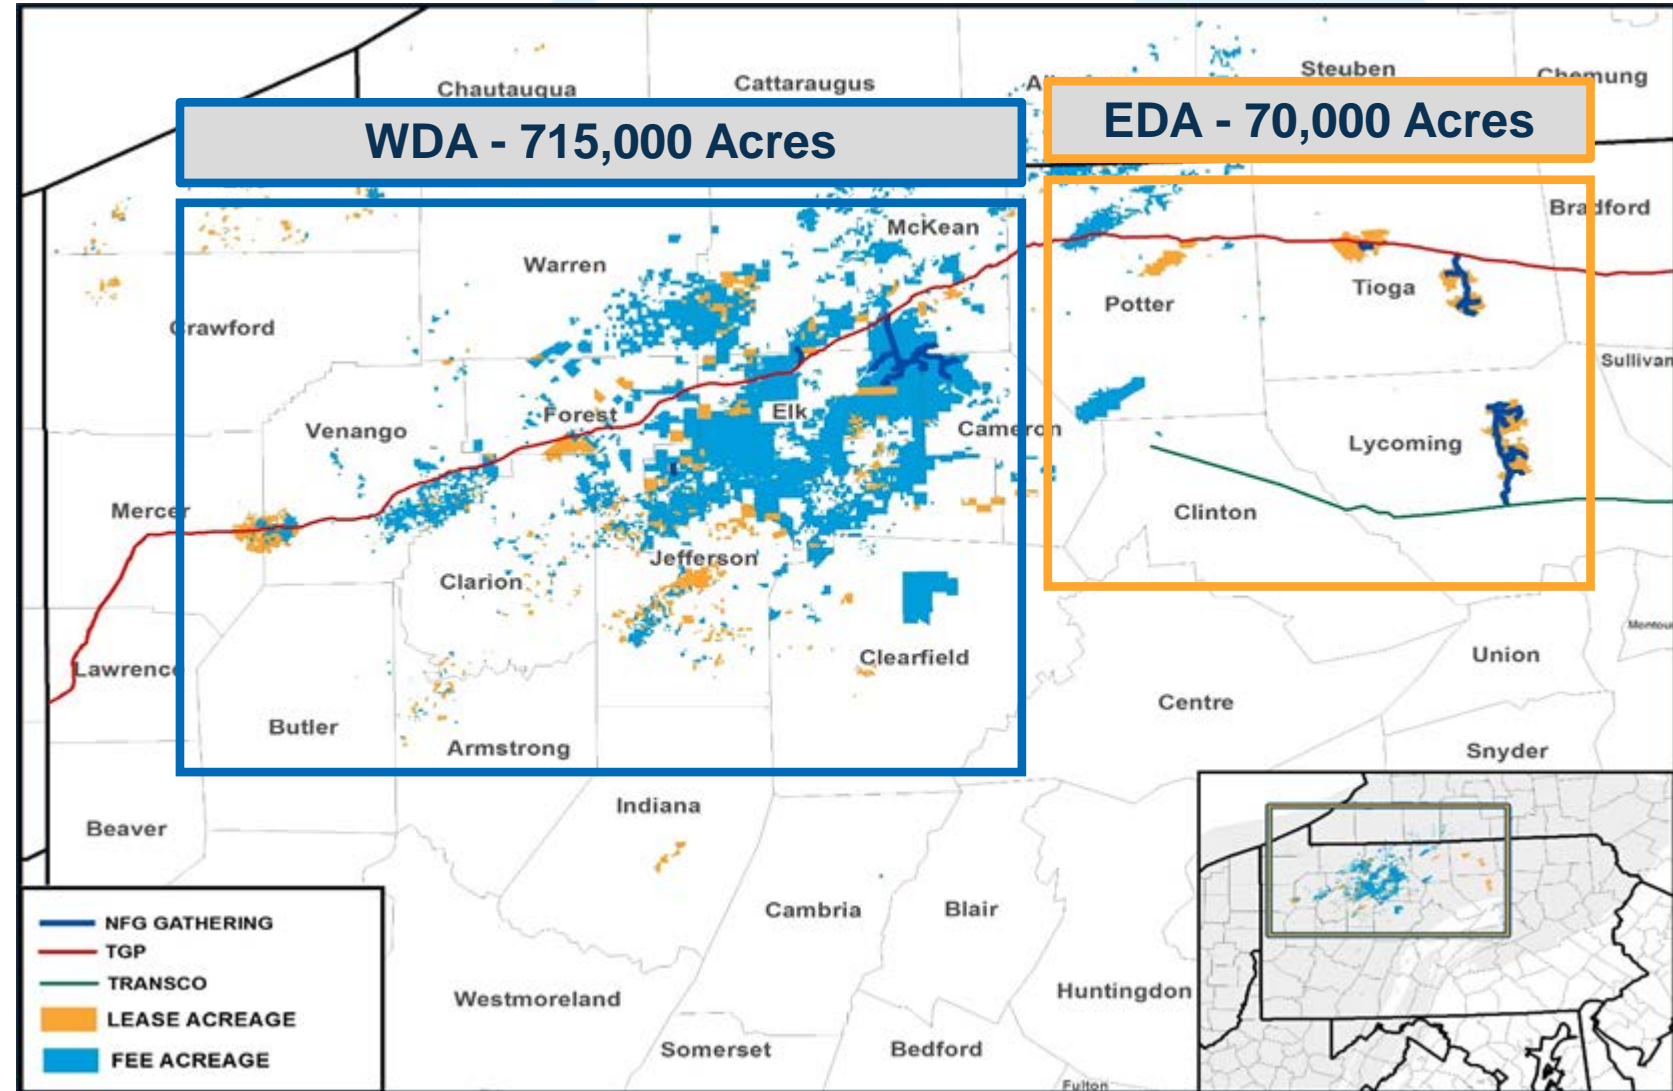 Chautauqua
Cattaraugus
Steuben
Chemung
WDA - 715,000 Acres
EDA - 70,000 Acres
Bradford
McKean
Warren
Tioga
Potter
Crawford
Sullivan
Forest
Elk
Venango
Cameron
Lycoming
Mercer
Clinton
Jefferson
Clarion
Clearfield
Lawrence
Union
Centre
Butler
Armstrong
Snyder
Indiana
Beaver
Cambria
Blair
NFG GATHERING
TGP
TRANSCO
LEASE ACREAGE
FEE ACREAGE
Westmoreland
Huntingdon
Somerset
Bedford
Fulton